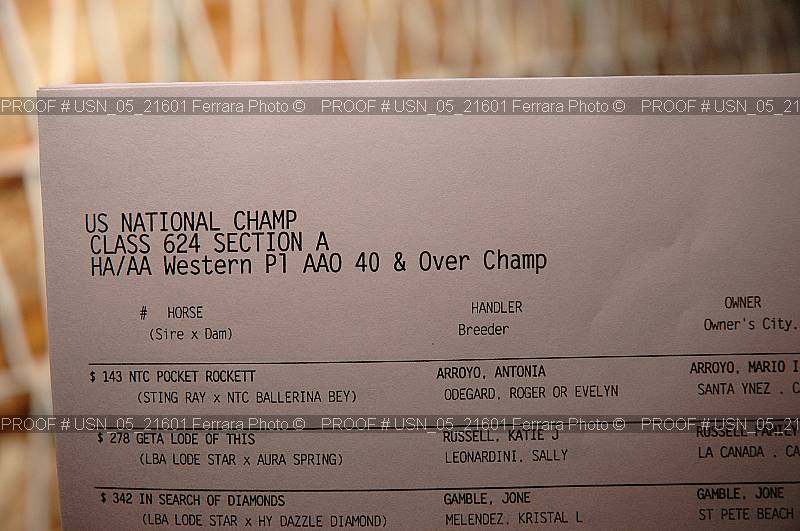 PROOF # USN_05_21601 Ferrara Photo © PROOF # USN_05_21601 Ferrara Photo © PROOF # USN_05_21
US NATIONAL CHAMP
CLASS 624 SECTION A
HA/AA Western Pl AAO 40 & Over Champ
# HORSE HANDLER OWNER
(Sire x Dam) Breeder Owner's City.
$ 143 NTC POCKET ROCKETT ARROYO, ANTONIA ARROYO, MARIO I
(STING RAY x NTC BALLERINA BEY) ODEGARD, ROGER OR EVELYN SANTA YNEZ , C
PROOF # USN_05_21601 Ferrara Photo © PROOF # USN_05_21601 Ferrara Photo © PROOF # USN_05_21
$ 278 GETA LODE OF THIS RUSSELL, KATIE J RUSSELL FAMILY
(LBA LODE STAR x AURA SPRING) LEONARDINI, SALLY LA CANADA , CA
$ 342 IN SEARCH OF DIAMONDS GAMBLE, JONE GAMBLE, JONE
(LBA LODE STAR x HY DAZZLE DIAMOND) MELENDEZ, KRISTAL L ST PETE BEACH